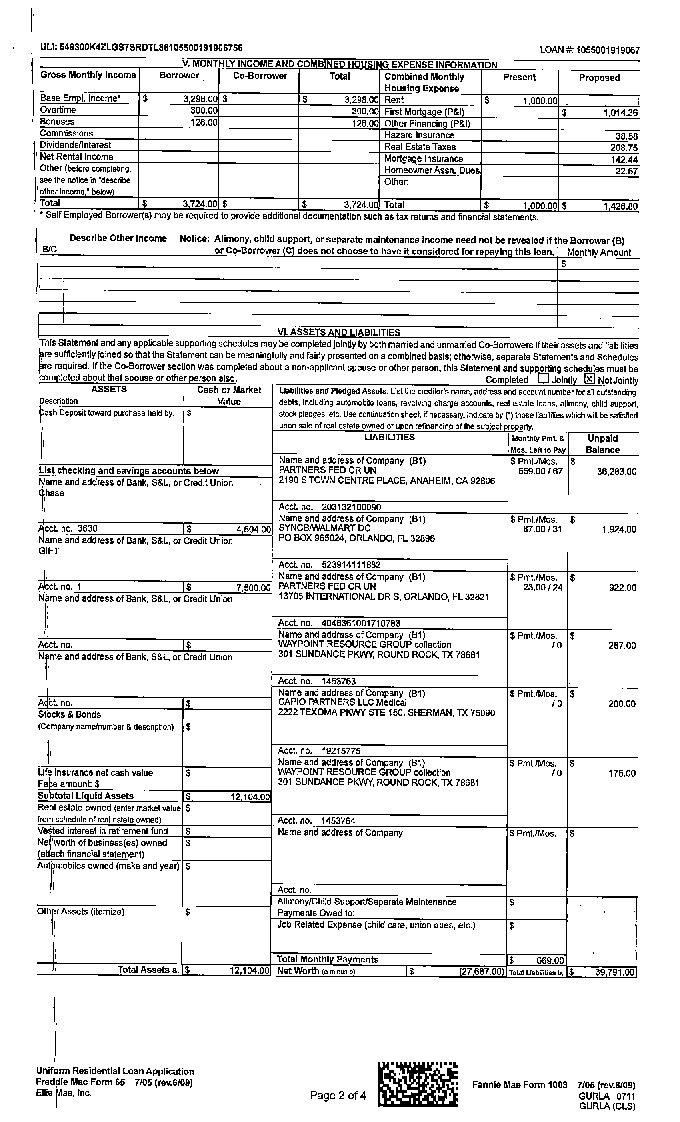 ULI: 549300K4ZLGS7SRDTL3610550019190675
LOAN #: 1055001919067
V. MONTHLY INCOME AND COMBINED HOUSING EXPENSE INFORMATION
Gross Monthly Income Borrower Co-Borrower Total Combined Monthly Housing Expense Present Proposed
Base Empl. Income* $ 3,298.00 $ $ 3,298.00 Rent $ 1,000.00
Overtime 300.00 300.00 First Mortgage (P&I) $ 1,014.26
Bonuses 126.00 126.00 Other Financing (P&I)
Commissions Hazard Insurance 38.58
Dividends/Interest Real Estate Taxes 208.75
Net Rental Income Mortgage Insurance 142.44
Other (before completing, Homeowner Assn. Dues 22.67
see the notice in "describe Other:
other income," below)
Total $ 3,724.00 $ $ 3,724.00 Total $ 1,000.00 $
* Self Employed Borrower(s) may be required to provide additional documentation such as tax returns and financial statements.
Describe Other Income Notice: Alimony, child support, or separate maintenance income need not be revealed if the Borrower (B)
B/C or Co-Borrower (C) does not choose to have it considered for repaying this loan. Monthly Amount
$
VI. ASSETS AND LIABILITIES
This Statement and any applicable supporting schedules may be completed jointly by both married and unmarried Co-Borrowers if their assets and liabilities
are sufficiently joined so that the Statement can be meaningfully and fairly presented on a combined basis; otherwise, separate Statements and Schedules
are required. If the Co-Borrower section was completed about a non-applicant spouse or other person, this Statement and supporting schedules must be
completed about that spouse or other person also.
Completed Jointly X Not Jointly
ASSETS Cash or Market Value
Description
Cash Deposit toward purchase held by: $
List checking and savings accounts below
Name and address of Bank, S&L, or Credit Union
Chase
Acct. no. 3630 $ 4,604.00
Name and address of Bank, S&L, or Credit Union
GIFT
Acct. no. 1 $ 7,500.00
Name and address of Bank, S&L, or Credit Union
Acct. no. $
Name and address of Bank, S&L, or Credit Union
Acct. no. $
Stocks & Bonds
(Company name/number & description) $
Life insurance net cash value $
Face amount: $
Subtotal Liquid Assets $ 12,104.00
Real estate owned (enter market value $
from schedule of real estate owned)
Vested interest in retirement fund $
Net worth of business(es) owned $
(attach financial statement)
Automobiles owned (make and year) $
Other Assets (itemize) $
Total Assets a. $ 12,104.00
Liabilities and Pledged Assets. List the creditor's name, address and account number for all outstanding
debts, including automobile loans, revolving charge accounts, real estate loans, alimony, child support,
stock pledges, etc. Use continuation sheet, if necessary. Indicate by (*) those liabilities which will be satisfied
upon sale of real estate owned or upon refinancing of the subject property.
LIABILITIES Monthly Pmt. & Mos. Left to Pay Unpaid Balance
Name and address of Company (B1) $ Pmt./Mos. $
PARTNERS FED CR UN 559.00 / 67 36,283.00
2190 S TOWN CENTRE PLACE, ANAHEIM, CA 92806
Acct. no. 203132100090
Name and address of Company (B1) $ Pmt./Mos. $
SYNCB/WALMART DC 87.00 / 31 1,924.00
PO BOX 965024, ORLANDO, FL 32896
Acct. no. 523914111882
Name and address of Company (B1) $ Pmt./Mos. $
PARTNERS FED CR UN 23.00 / 24 922.00
13705 INTERNATIONAL DR S, ORLANDO, FL 32821
Acct. no. 4048361001710783
Name and address of Company (B1) $ Pmt./Mos. $
WAYPOINT RESOURCE GROUP collection / 0 287.00
301 SUNDANCE PKWY, ROUND ROCK, TX 78681
Acct. no. 1453763
Name and address of Company (B1) $ Pmt./Mos. $
CAPIO PARTNERS LLC Medical / 0 200.00
2222 TEXOMA PKWY STE 150, SHERMAN, TX 75090
Acct. no. 19215775
Name and address of Company (B1) $ Pmt./Mos. $
WAYPOINT RESOURCE GROUP collection / 0 175.00
301 SUNDANCE PKWY, ROUND ROCK, TX 78681
Acct. no. 1453764
Name and address of Company $ Pmt./Mos. $
Acct. no.
Alimony/Child Support/Separate Maintenance $
Payments Owed to:
Job Related Expense (child care, union dues, etc.) $
Total Monthly Payments $ 669.00
Net Worth (a minus b) $ (27,687.00) Total Liabilities b. $ 39,791.00
Uniform Residential Loan Application
Freddie Mac Form 65 7/05 (rev.6/09)
Ellie Mae, Inc.
Page 2 of 4
Fannie Mae Form 1003 7/05 (rev.6/09)
GURLA 0711
GURLA (CLS)